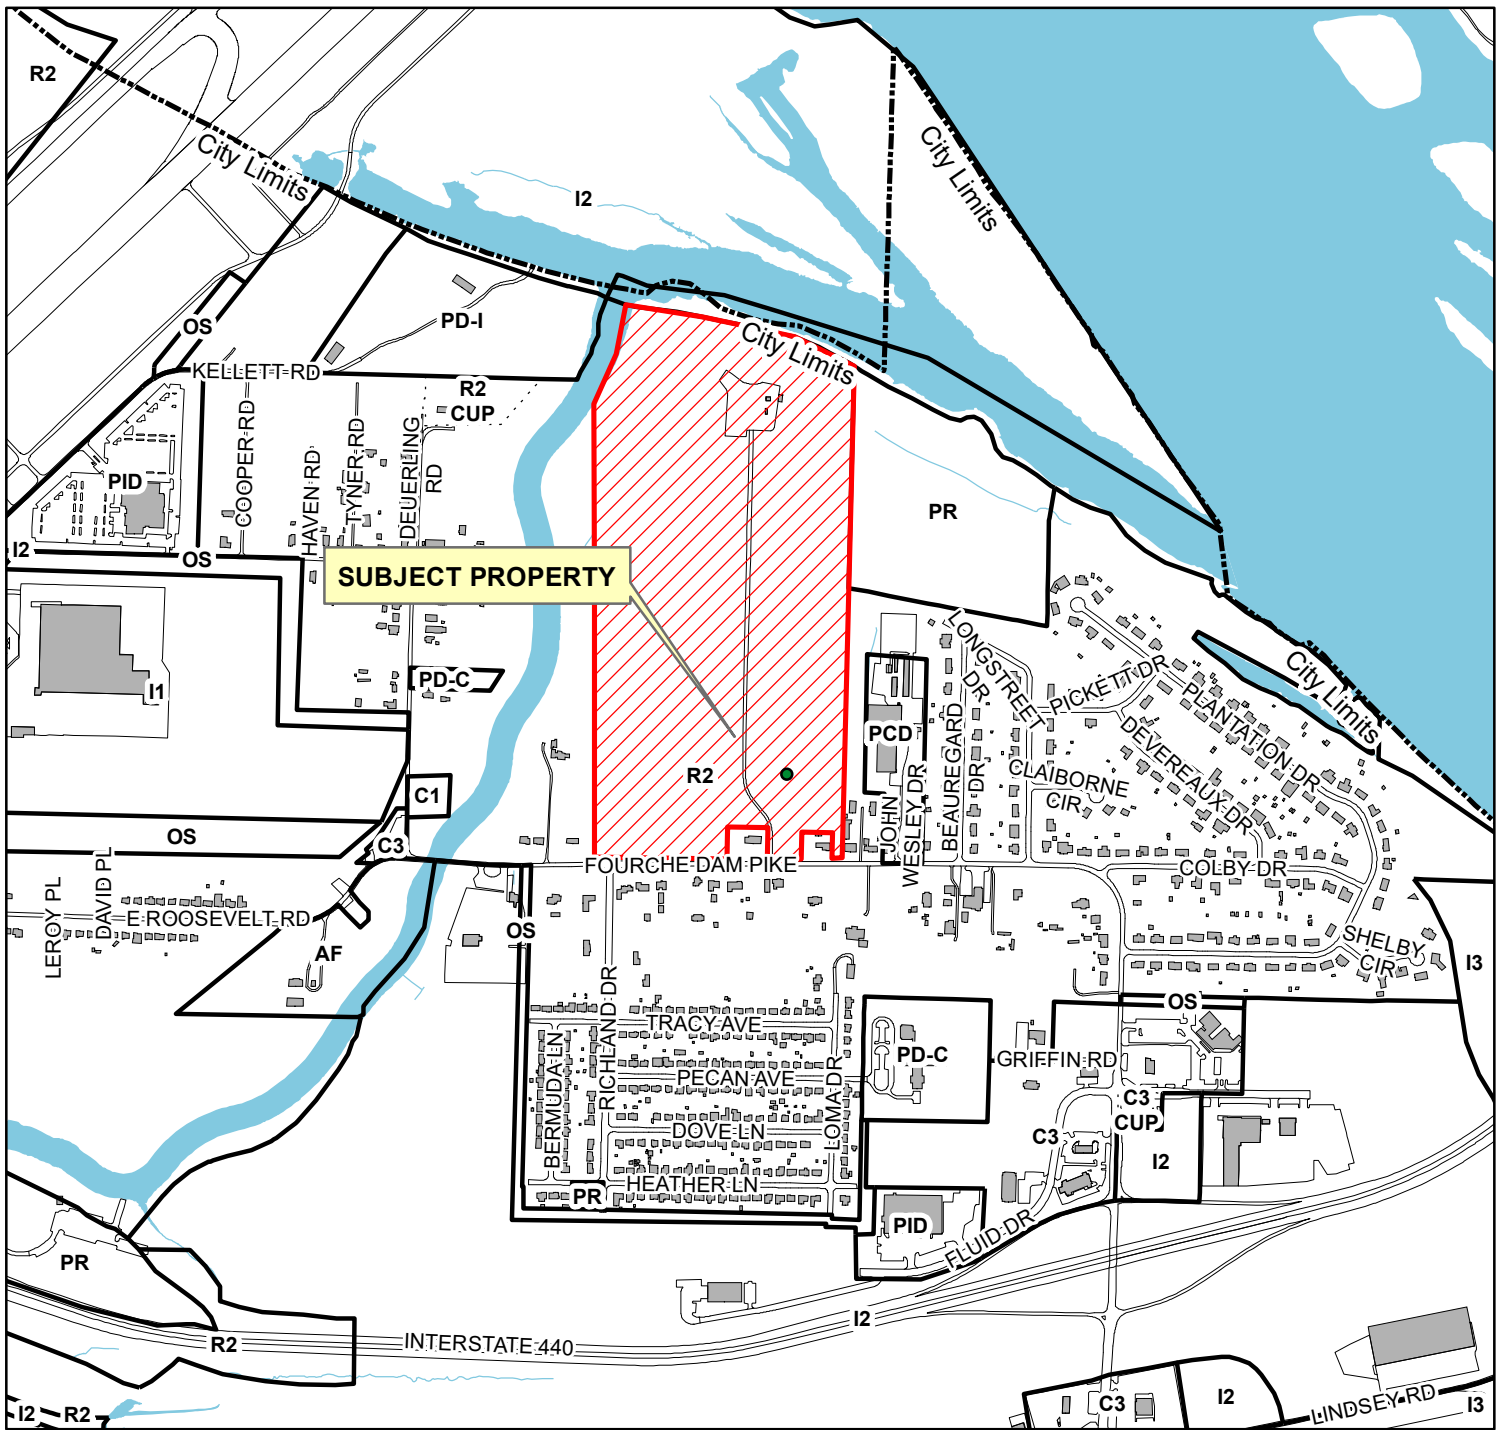 R2
City Limits
City Limits
I2
PD-I
OS
City Limits
KELLETT RD
R2
CUP
COOPER RD
HAVEN RD
TYNER RD
DEUERLING
RD
PID
PR
I2
OS
SUBJECT PROPERTY
LONGSTREET
DR
PICKETT DR
PLANTATION DR
City Limits
I1
PD-C
PCD
R2
DEVEREAUX DR
CLAIBORNE
CIR
BEAUREGARD
DR
JOHN
WESLEY DR
C1
OS
C3
FOURCHE DAM PIKE
COLBY DR
LEROY PL
DAVID PL
E ROOSEVELT RD
AF
OS
SHELBY
CIR
I3
OS
TRACY AVE
RICHLAND DR
BERMUDA LN
PECAN AVE
LOMA DR
PD-C
GRIFFIN RD
C3
CUP
DOVE LN
C3
I2
HEATHER LN
PR
PID
FLUID DR
PR
I2
R2
INTERSTATE 440
I2
R2
C3
I2
LINDSEY RD
I3